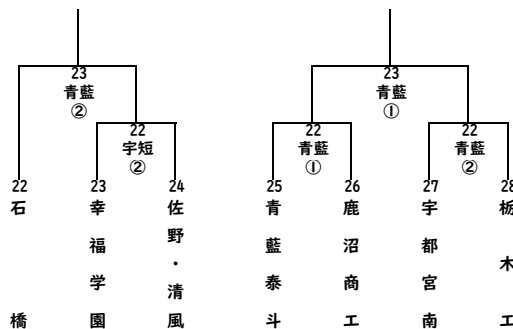 23
青藍
②
23
青藍
①
22
宇短
②
22
青藍
①
22
青藍
②
22
石橋
23
幸福学園
24
佐野・清風
25
青藍泰斗
26
鹿沼商工
27
宇都宮南
28
栃木工